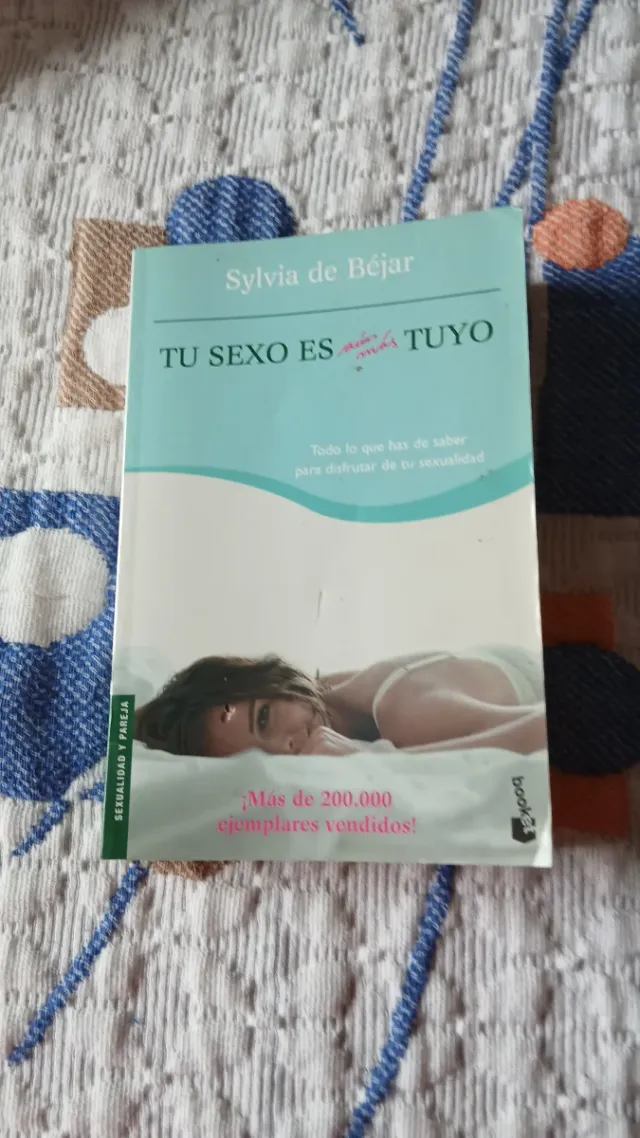 Sylvia de Béjar
TU SEXO ES aún más TUYO
Todo lo que has de saber
para disfrutar de tu sexualidad
SEXUALIDAD Y PAREJA
¡Más de 200.000
ejemplares vendidos!
booket